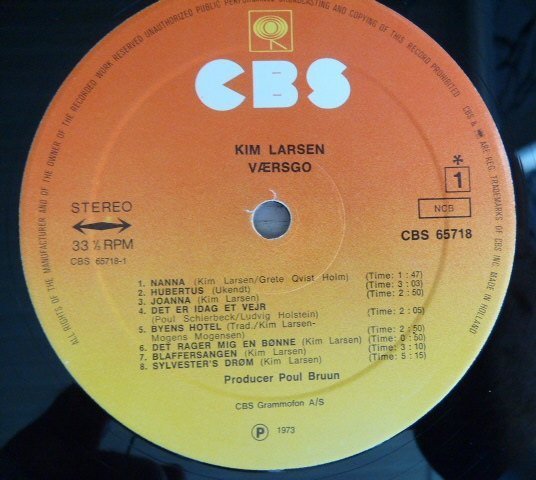 ALL RIGHTS OF THE MANUFACTURER AND OF THE OWNER OF THE RECORDED WORK RESERVED UNAUTHORIZED PUBLIC PERFORMANCE BROADCASTING AND COPYING OF THIS RECORD PROHIBITED
CBS & ARE REG. TRADEMARKS OF CBS INC. MADE IN HOLLAND
CBS
KIM LARSEN
VÆRSGO
STEREO
33 ⅓ RPM
CBS 65718-1
*
1
NCB
CBS 65718
1. NANNA (Kim Larsen/Grete Qvist Holm) (Time: 1:47)
2. HUBERTUS (Ukendt) (Time: 3:03)
3. JOANNA (Kim Larsen) (Time: 2:50)
4. DET ER IDAG ET VEJR
(Poul Schierbeck/Ludvig Holstein) (Time: 2:05)
5. BYENS HOTEL (Trad./Kim Larsen-
Mogens Mogensen) (Time: 2:50)
6. DET RAGER MIG EN BØNNE (Kim Larsen) (Time: 0:50)
7. BLAFFERSANGEN (Kim Larsen) (Time: 3:10)
8. SYLVESTER'S DRØM (Kim Larsen) (Time: 5:15)
Producer Poul Bruun
CBS Grammofon A/S
Ⓟ 1973